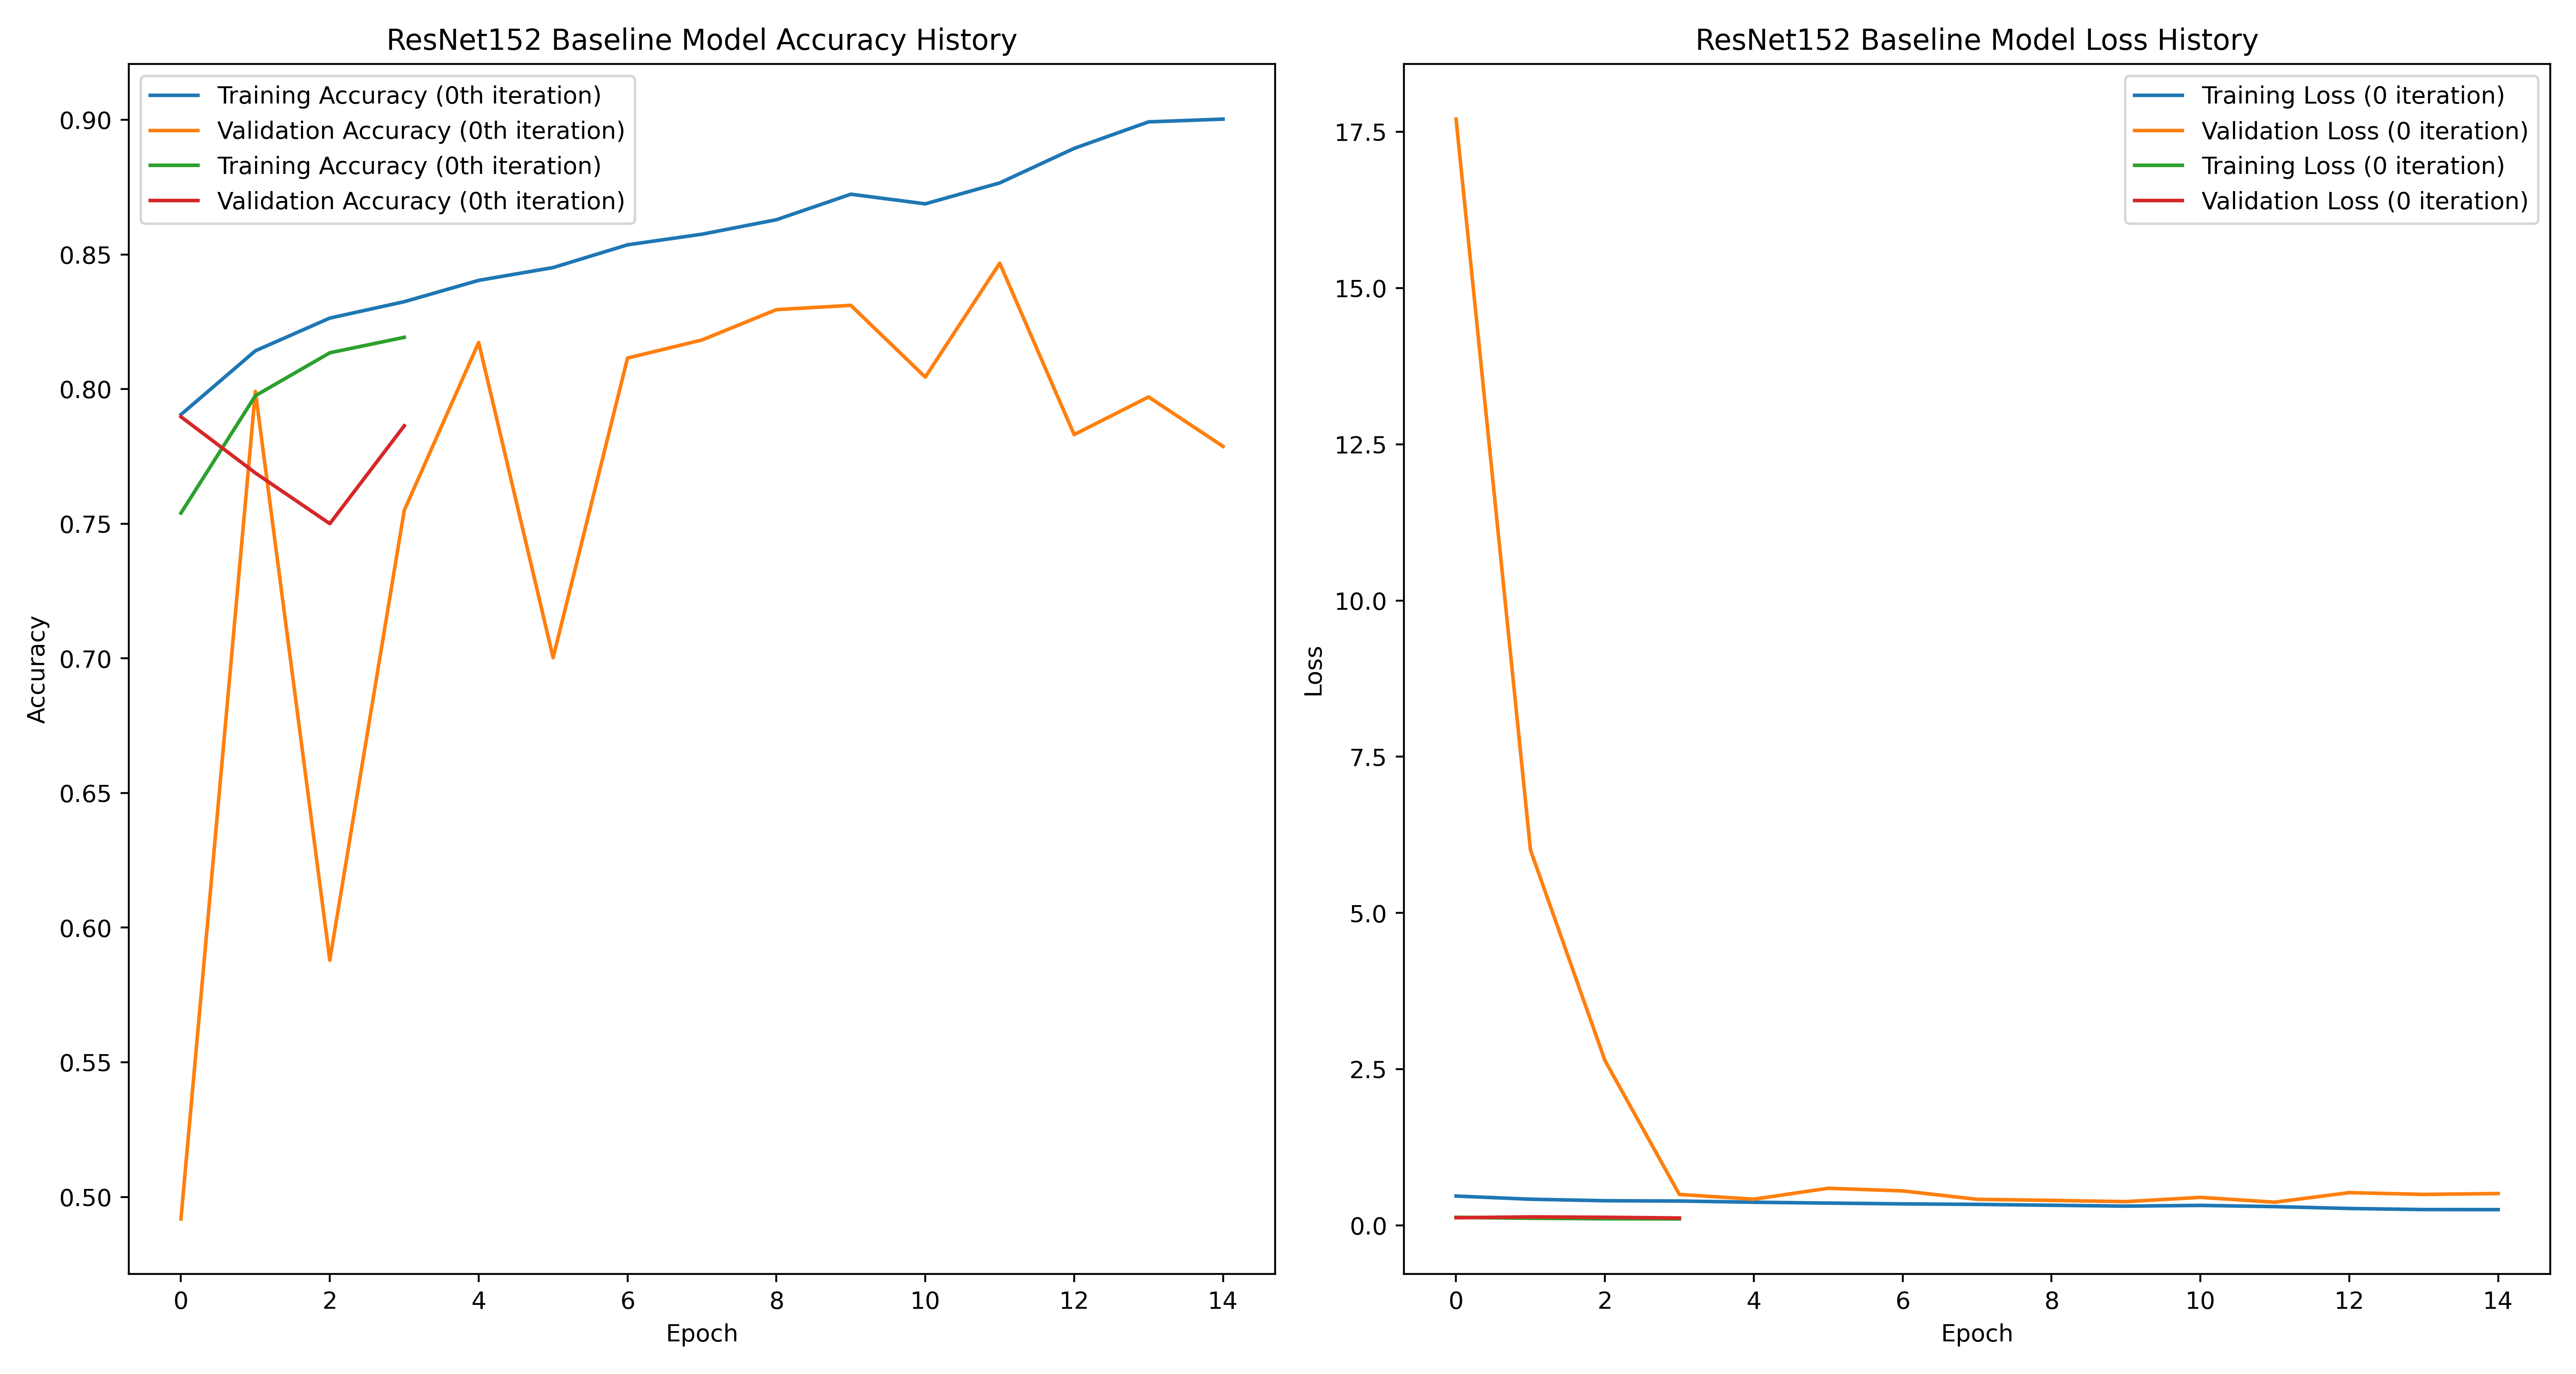 ResNet152 Baseline Model Accuracy History
Training Accuracy (0th iteration)
Validation Accuracy (0th iteration)
Training Accuracy (0th iteration)
Validation Accuracy (0th iteration)
Accuracy
0.90
0.85
0.80
0.75
0.70
0.65
0.60
0.55
0.50
0 2 4 6 8 10 12 14
Epoch
ResNet152 Baseline Model Loss History
Training Loss (0 iteration)
Validation Loss (0 iteration)
Training Loss (0 iteration)
Validation Loss (0 iteration)
Loss
17.5
15.0
12.5
10.0
7.5
5.0
2.5
0.0
0 2 4 6 8 10 12 14
Epoch